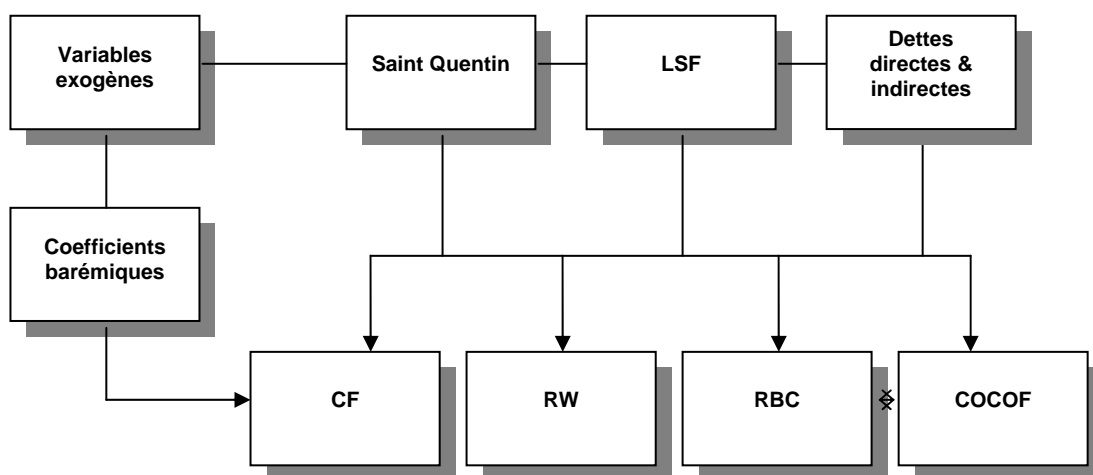 Variables
exogènes
Saint Quentin
LSF
Dettes
directes &
indirectes
Coefficients
barémiques
CF
RW
RBC
COCOF